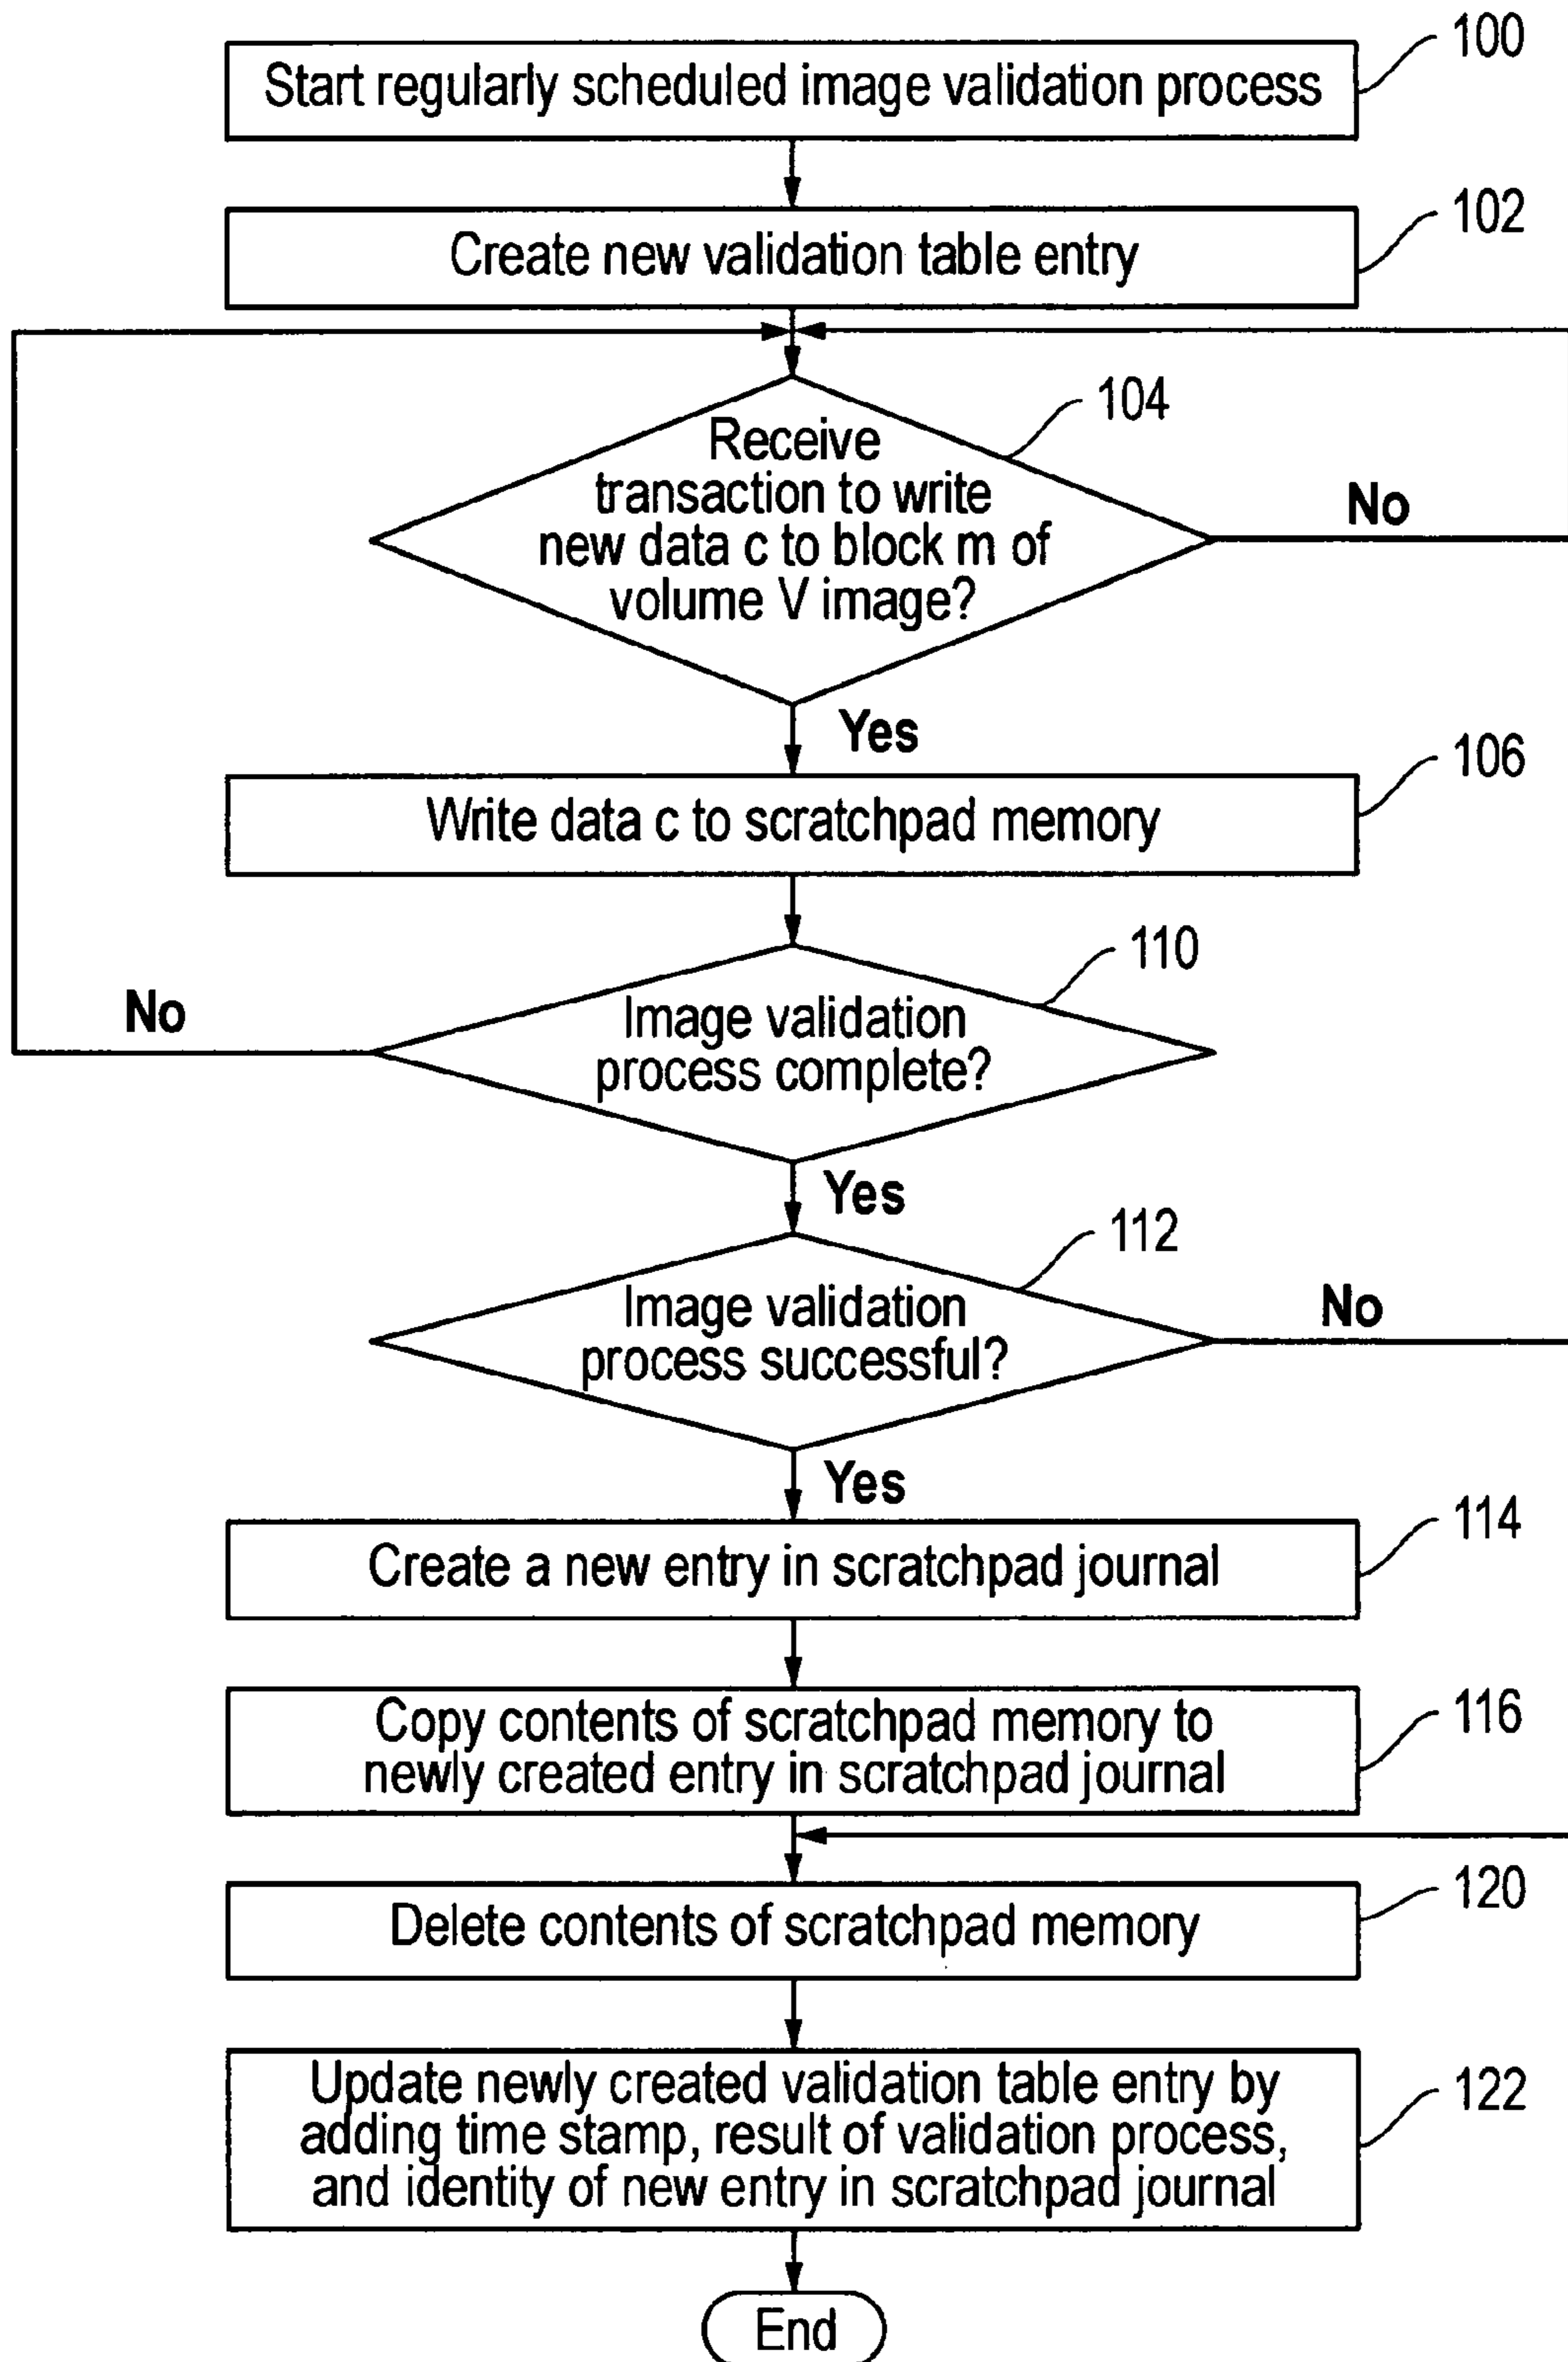 100
Start regularly scheduled image validation process
102
Create new validation table entry
104
Receive
transaction to write
new data c to block m of
volume V image?
No
Yes
106
Write data c to scratchpad memory
110
Image validation
process complete?
No
Yes
112
Image validation
process successful?
No
Yes
114
Create a new entry in scratchpad journal
116
Copy contents of scratchpad memory to
newly created entry in scratchpad journal
120
Delete contents of scratchpad memory
122
Update newly created validation table entry by
adding time stamp, result of validation process,
and identity of new entry in scratchpad journal
End